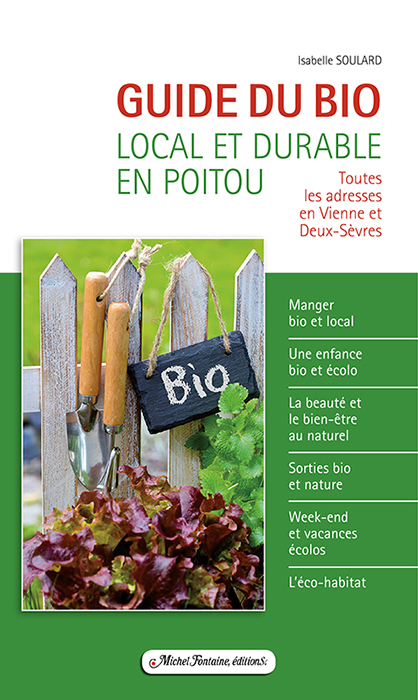 Isabelle SOULARD
GUIDE DU BIO
LOCAL ET DURABLE
EN POITOU
Toutes
les adresses
en Vienne et
Deux-Sèvres
Bio
Manger
bio et local
Une enfance
bio et écolo
La beauté et
le bien-être
au naturel
Sorties bio
et nature
Week-end
et vacances
écolos
L'éco-habitat
Michel Fontaine, éditionS.